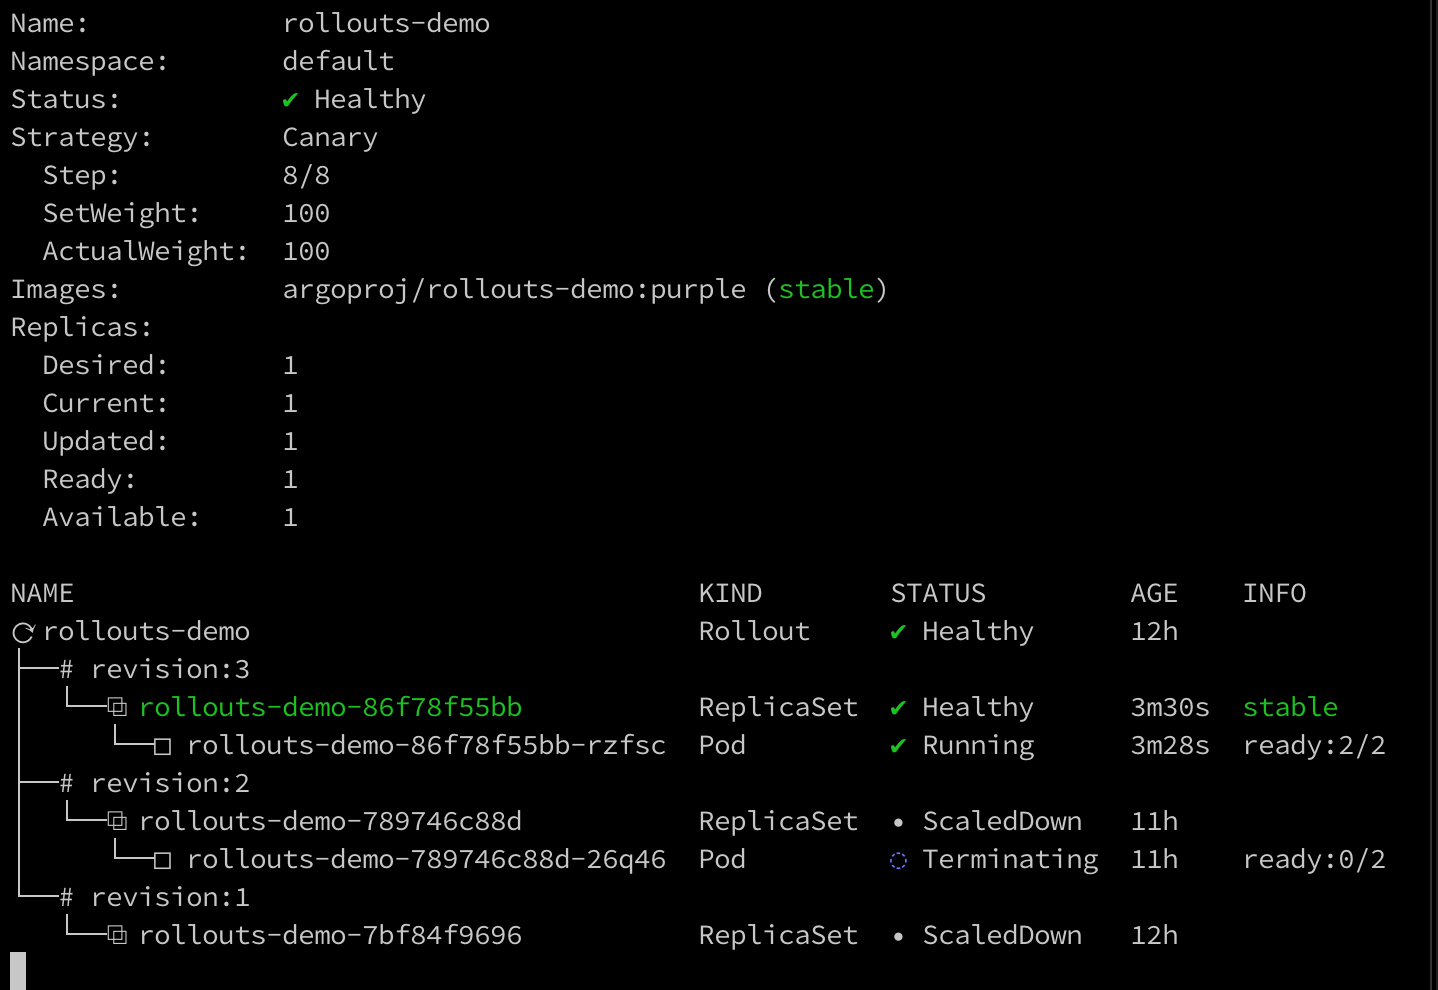 Name:            rollouts-demo
Namespace:       default
Status:          ✔ Healthy
Strategy:        Canary
  Step:          8/8
  SetWeight:     100
  ActualWeight:  100
Images:          argoproj/rollouts-demo:purple (stable)
Replicas:
  Desired:       1
  Current:       1
  Updated:       1
  Ready:         1
  Available:     1
NAME                                       KIND        STATUS         AGE    INFO
⟳ rollouts-demo                            Rollout     ✔ Healthy      12h
├──# revision:3
│  └──⧉ rollouts-demo-86f78f55bb           ReplicaSet  ✔ Healthy      3m30s  stable
│     └──□ rollouts-demo-86f78f55bb-rzfsc  Pod         ✔ Running      3m28s  ready:2/2
├──# revision:2
│  └──⧉ rollouts-demo-789746c88d           ReplicaSet  • ScaledDown   11h
│     └──□ rollouts-demo-789746c88d-26q46  Pod         ◌ Terminating  11h    ready:0/2
└──# revision:1
   └──⧉ rollouts-demo-7bf84f9696           ReplicaSet  • ScaledDown   12h